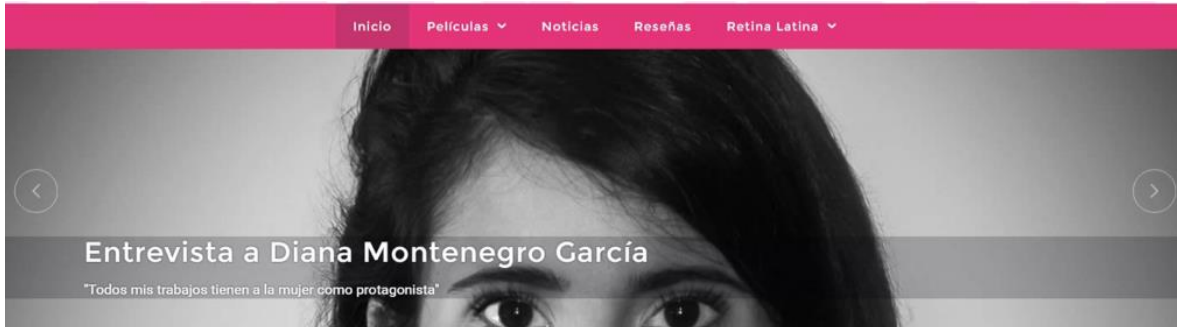 Inicio Películas Noticias Reseñas Retina Latina
Entrevista a Diana Montenegro García
"Todos mis trabajos tienen a la mujer como protagonista"